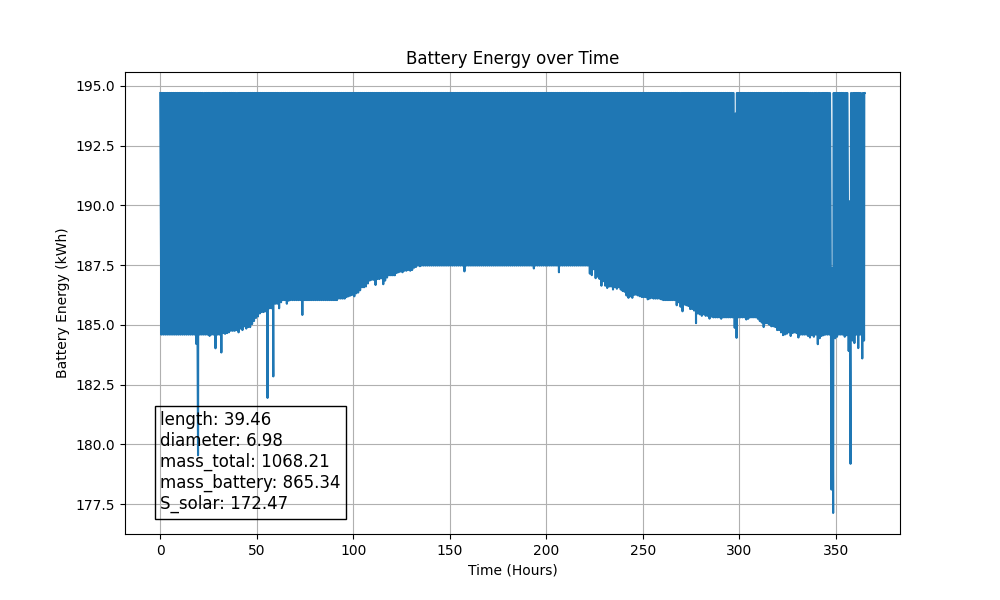 Battery Energy over Time
195.0
192.5
190.0
187.5
185.0
182.5
180.0
177.5
Battery Energy (kWh)
length: 39.46
diameter: 6.98
mass_total: 1068.21
mass_battery: 865.34
S_solar: 172.47
0 50 100 150 200 250 300 350
Time (Hours)